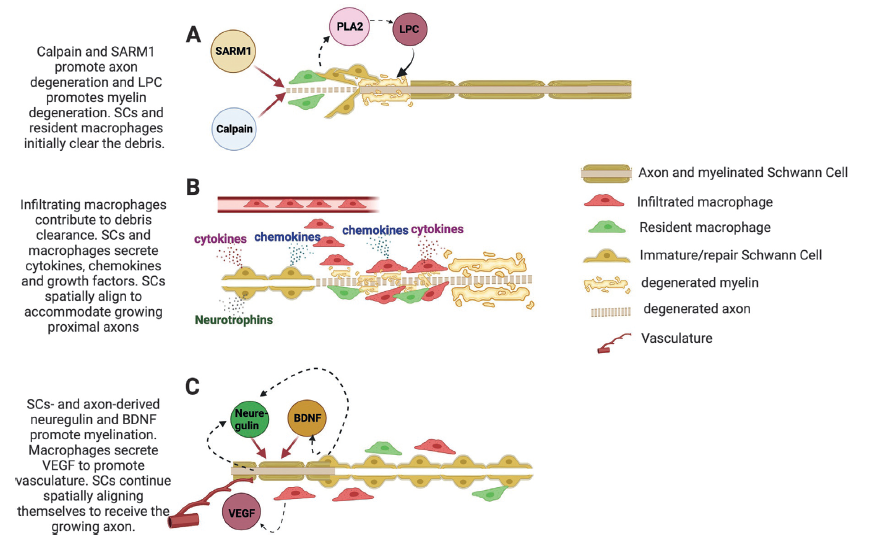 A
Calpain and SARM1
promote axon
degeneration and LPC
promotes myelin
degeneration. SCs and
resident macrophages
initially clear the debris.
SARM1
Calpain
PLA2
LPC
B
Infiltrating macrophages
contribute to debris
clearance. SCs and
macrophages secrete
cytokines, chemokines
and growth factors. SCs
spatially align to
accommodate growing
proximal axons
cytokines
chemokines
chemokines
cytokines
Neurotrophins
Axon and myelinated Schwann Cell
Infiltrated macrophage
Resident macrophage
Immature/repair Schwann Cell
degenerated myelin
degenerated axon
Vasculature
C
SCs- and axon-derived
neuregulin and BDNF
promote myelination.
Macrophages secrete
VEGF to promote
vasculature. SCs continue
spatially aligning
themselves to receive the
growing axon.
Neure-
gulin
BDNF
VEGF